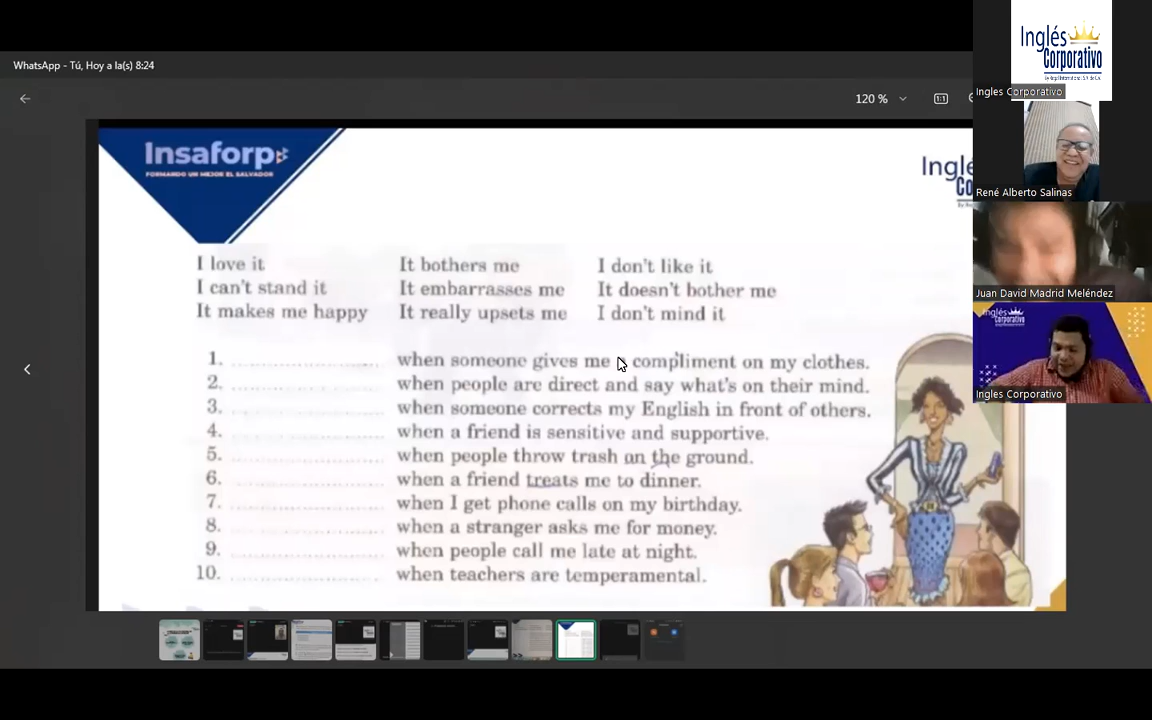 WhatsApp - Tú, Hoy a la(s) 8:24
120 %
1:1
Insaforp
FORMANDO UN MEJOR EL SALVADOR
I love it
It bothers me
I don't like it
I can't stand it
It embarrasses me
It doesn't bother me
It makes me happy
It really upsets me
I don't mind it
1. when someone gives me a compliment on my clothes.
2. when people are direct and say what's on their mind.
3. when someone corrects my English in front of others.
4. when a friend is sensitive and supportive.
5. when people throw trash on the ground.
6. when a friend treats me to dinner.
7. when I get phone calls on my birthday.
8. when a stranger asks me for money.
9. when people call me late at night.
10. when teachers are temperamental.
Inglés
Corporativo
Ingles Corporativo
René Alberto Salinas
Juan David Madrid Meléndez
Inglés
Corporativo
Ingles Corporativo